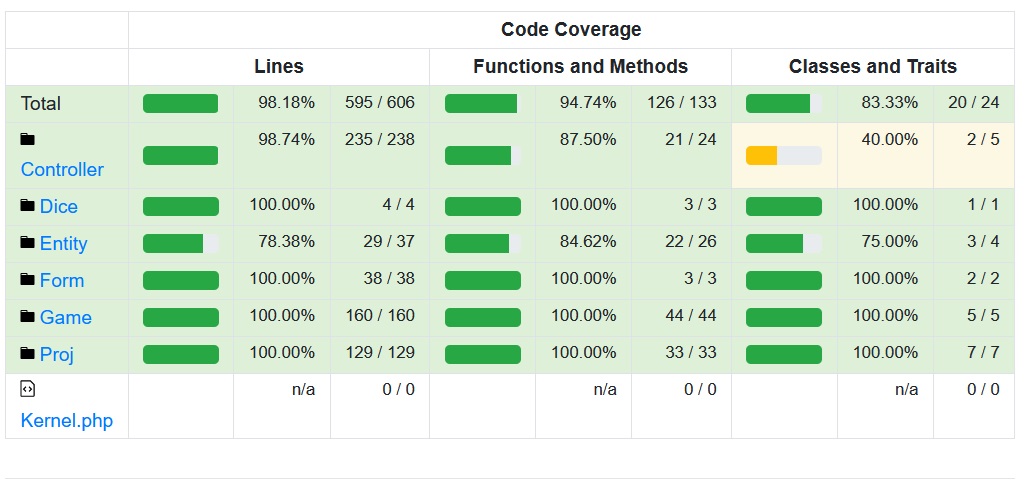 Code Coverage
Lines Functions and Methods Classes and Traits
Total 98.18% 595 / 606 94.74% 126 / 133 83.33% 20 / 24
98.74% 235 / 238 87.50% 21 / 24 40.00% 2 / 5
Controller
Dice 100.00% 4 / 4 100.00% 3 / 3 100.00% 1 / 1
Entity 78.38% 29 / 37 84.62% 22 / 26 75.00% 3 / 4
Form 100.00% 38 / 38 100.00% 3 / 3 100.00% 2 / 2
Game 100.00% 160 / 160 100.00% 44 / 44 100.00% 5 / 5
Proj 100.00% 129 / 129 100.00% 33 / 33 100.00% 7 / 7
n/a 0 / 0 n/a 0 / 0 n/a 0 / 0
Kernel.php